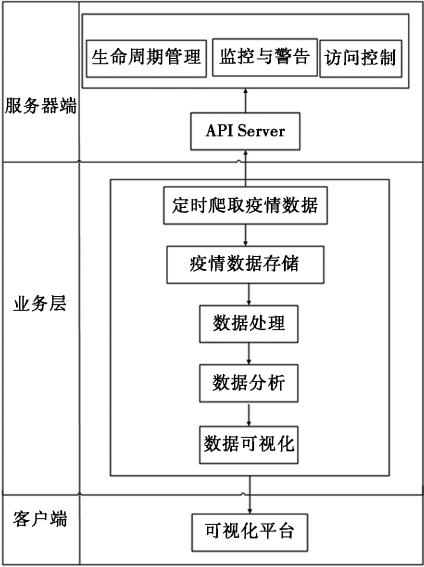 生命周期管理 监控与警告 访问控制
服务器端
API Server
定时爬取疫情数据
疫情数据存储
业务层
数据处理
数据分析
数据可视化
客户端
可视化平台